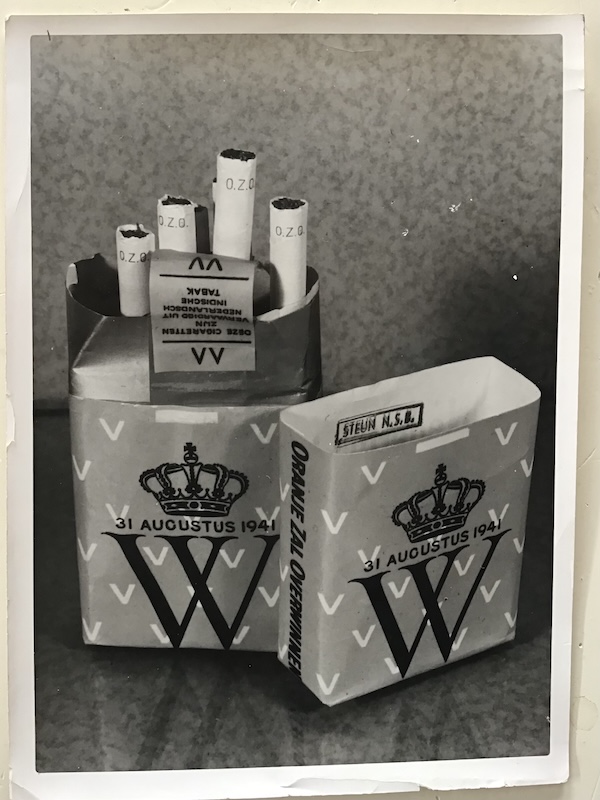 O.Z.O.
O.Z.O.
O.Z.O.
O.Z.O.
VV
DEZE CIGARETTEN
ZIJN
VERVAARDIGD UIT
NEDERLANDSCH
INDISCHE
TABAK
VV
31 AUGUSTUS 1941
W
STEUN N.S.B.
ORANJE ZAL OVERWINNEN
31 AUGUSTUS 1941
W